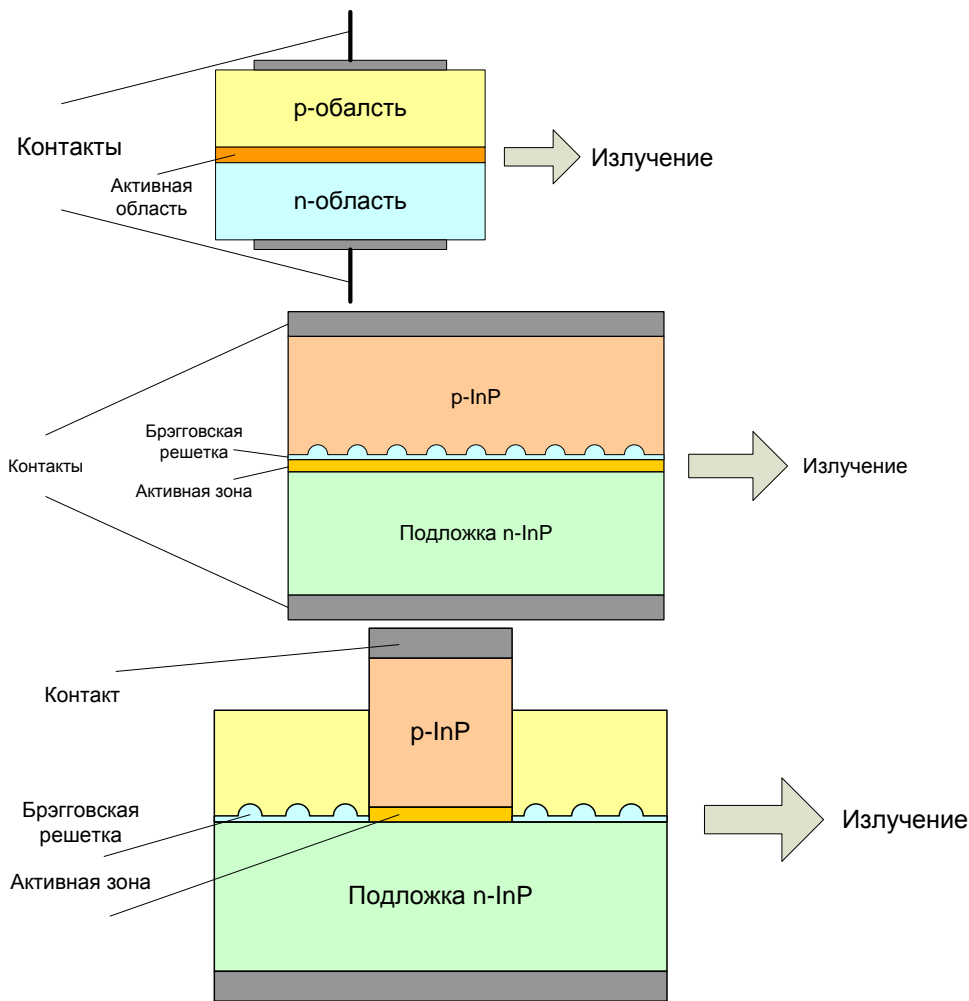 p-обалсть
Контакты
Излучение
Активная
область
n-область
p-InP
Брэгговская
решетка
Контакты
Излучение
Активная зона
Подложка n-InP
Контакт
p-InP
Брэгговская
решетка
Излучение
Активная зона
Подложка n-InP